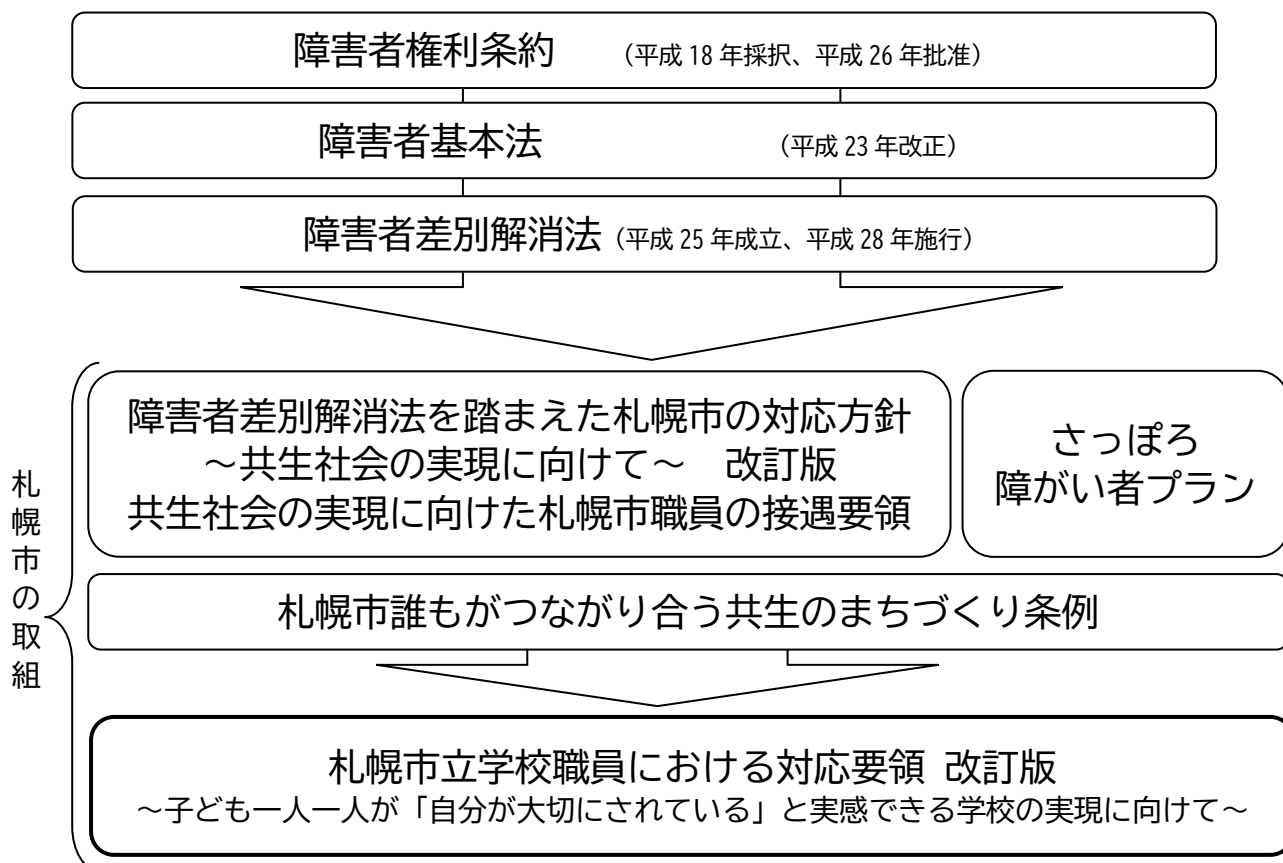 障害者権利条約　（平成 18 年採択、平成 26 年批准）
障害者基本法　（平成 23 年改正）
障害者差別解消法（平成 25 年成立、平成 28 年施行）
札幌市の取組
障害者差別解消法を踏まえた札幌市の対応方針
～共生社会の実現に向けて～　改訂版
共生社会の実現に向けた札幌市職員の接遇要領
さっぽろ
障がい者プラン
札幌市誰もがつながり合う共生のまちづくり条例
札幌市立学校職員における対応要領 改訂版
～子ども一人一人が「自分が大切にされている」と実感できる学校の実現に向けて～